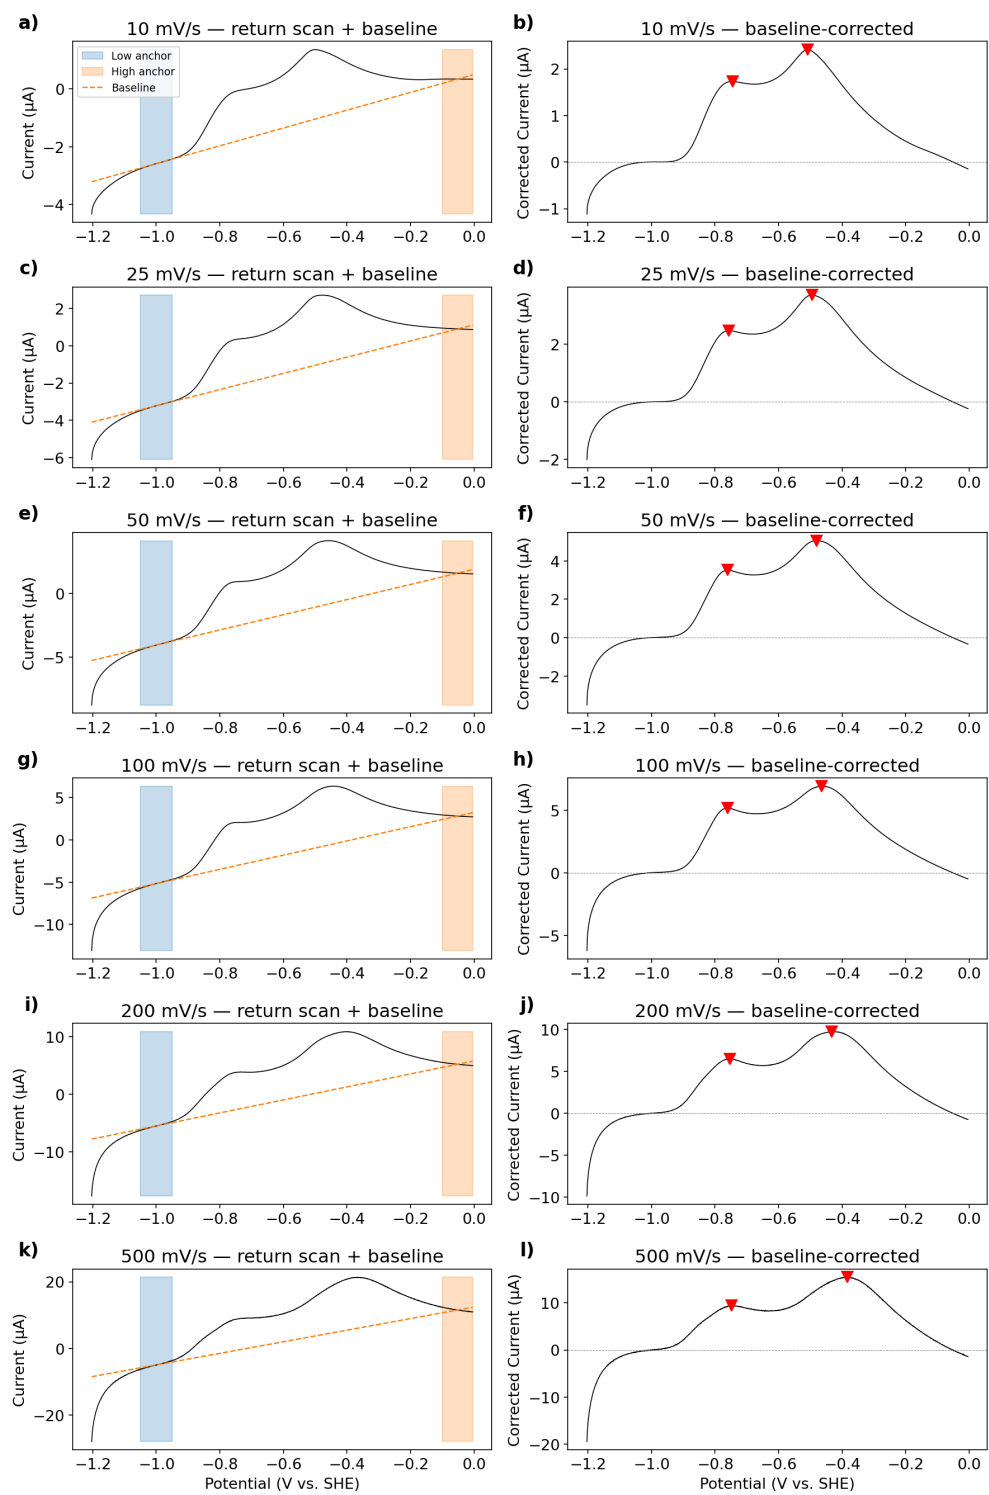 a)
10 mV/s — return scan + baseline
Low anchor
High anchor
Baseline
Current (μA)
0
−2
−4
−1.2 −1.0 −0.8 −0.6 −0.4 −0.2 0.0
b)
10 mV/s — baseline-corrected
Corrected Current (μA)
2
1
0
−1
−1.2 −1.0 −0.8 −0.6 −0.4 −0.2 0.0
c)
25 mV/s — return scan + baseline
Current (μA)
2
0
−2
−4
−6
−1.2 −1.0 −0.8 −0.6 −0.4 −0.2 0.0
d)
25 mV/s — baseline-corrected
Corrected Current (μA)
2
0
−2
−1.2 −1.0 −0.8 −0.6 −0.4 −0.2 0.0
e)
50 mV/s — return scan + baseline
Current (μA)
0
−5
−1.2 −1.0 −0.8 −0.6 −0.4 −0.2 0.0
f)
50 mV/s — baseline-corrected
Corrected Current (μA)
4
2
0
−2
−1.2 −1.0 −0.8 −0.6 −0.4 −0.2 0.0
g)
100 mV/s — return scan + baseline
Current (μA)
5
0
−5
−10
−1.2 −1.0 −0.8 −0.6 −0.4 −0.2 0.0
h)
100 mV/s — baseline-corrected
Corrected Current (μA)
5
0
−5
−1.2 −1.0 −0.8 −0.6 −0.4 −0.2 0.0
i)
200 mV/s — return scan + baseline
Current (μA)
10
0
−10
−1.2 −1.0 −0.8 −0.6 −0.4 −0.2 0.0
j)
200 mV/s — baseline-corrected
Corrected Current (μA)
10
5
0
−5
−10
−1.2 −1.0 −0.8 −0.6 −0.4 −0.2 0.0
k)
500 mV/s — return scan + baseline
Current (μA)
20
0
−20
−1.2 −1.0 −0.8 −0.6 −0.4 −0.2 0.0
Potential (V vs. SHE)
l)
500 mV/s — baseline-corrected
Corrected Current (μA)
10
0
−10
−20
−1.2 −1.0 −0.8 −0.6 −0.4 −0.2 0.0
Potential (V vs. SHE)